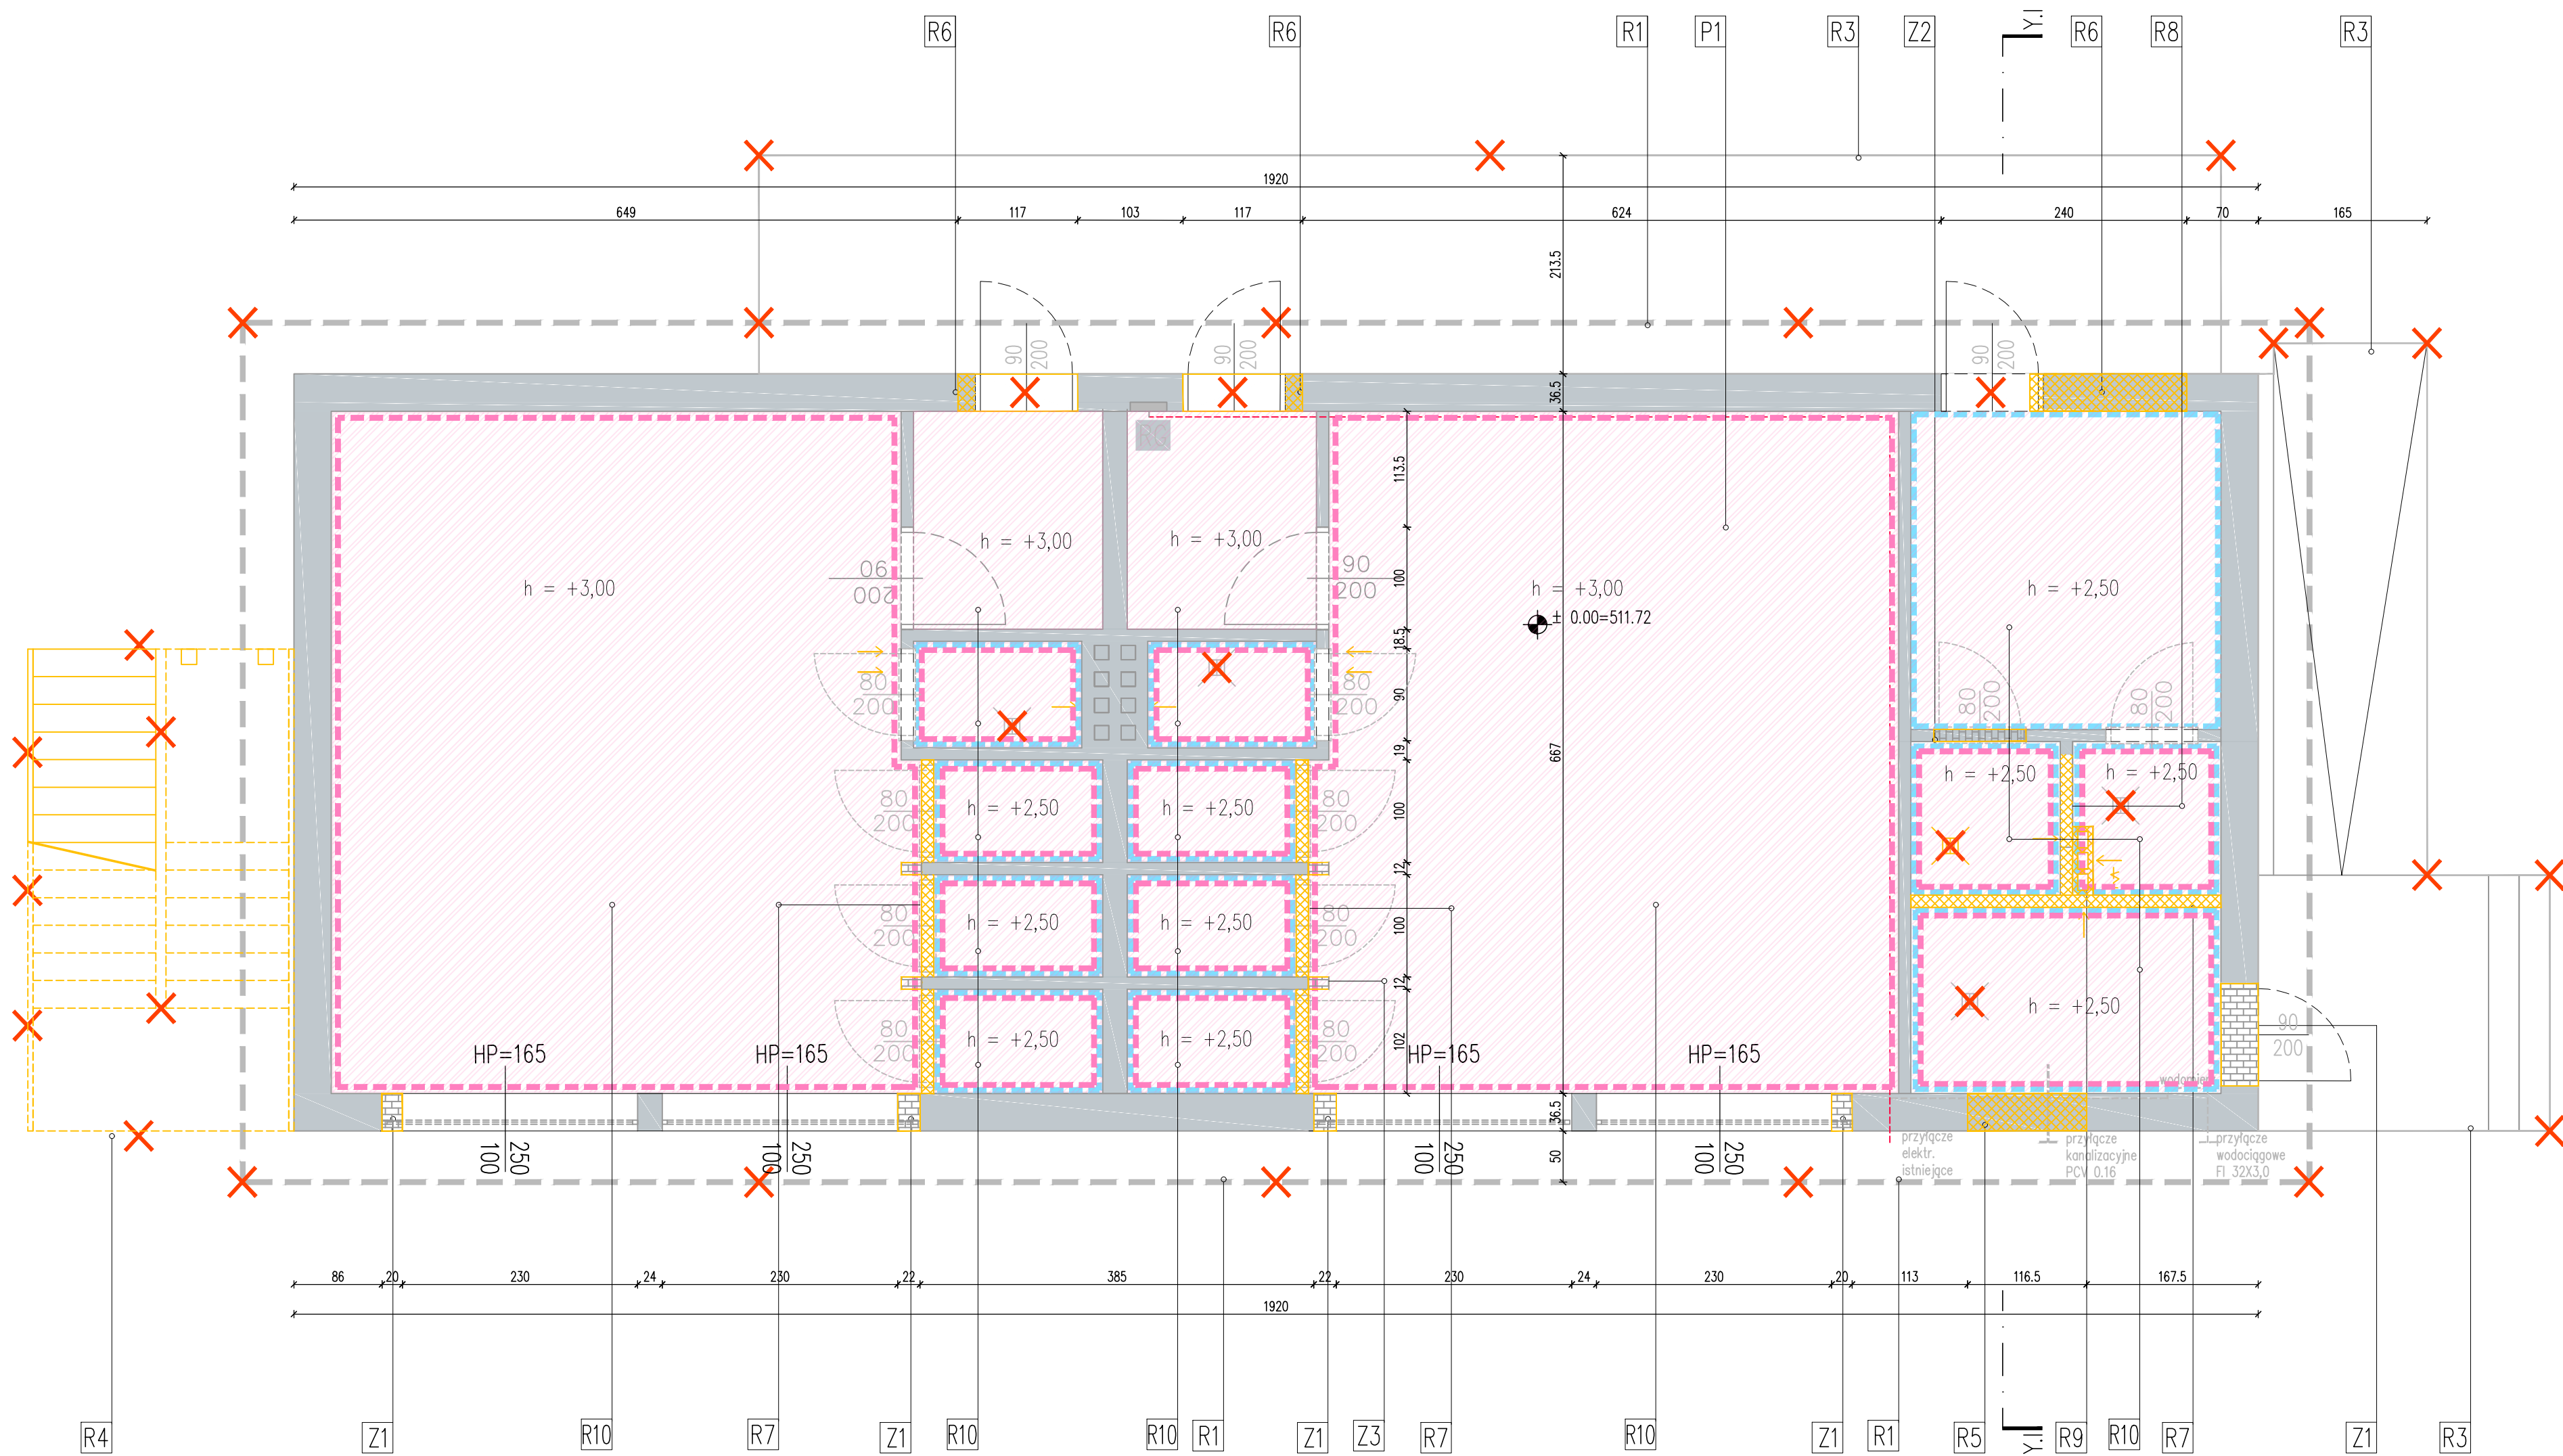 R6
R6
R1
P1
R3
Z2
Y.I
R6
R8
R3
1920
649
117
103
117
624
240
70
165
213.5
90
200
90
200
90
200
36.5
RG
113.5
h = +3,00
h = +3,00
90
200
90
200
100
h = +3,00
h = +3,00
h = +2,50
± 0.00=511.72
18.5
80
200
80
200
90
80
200
80
200
667
19
h = +2,50
h = +2,50
80
200
h = +2,50
h = +2,50
80
200
100
12
80
200
h = +2,50
h = +2,50
80
200
100
12
80
200
h = +2,50
h = +2,50
80
200
102
h = +2,50
90
200
HP=165
HP=165
HP=165
HP=165
wodomierz
36.5
250
100
250
100
250
100
250
100
50
przyłącze
elektr.
istniejące
przyłącze
kanalizacyjne
PCV 0.16
przyłącze
wodociągowe
FI 32X3,0
86
20
230
24
230
22
385
22
230
24
230
20
113
116.5
167.5
1920
R4
Z1
R10
R7
Z1
R10
R10
R1
Z1
Z3
R7
R10
Z1
R1
R5
Y.I
R9
R10
R7
Z1
R3